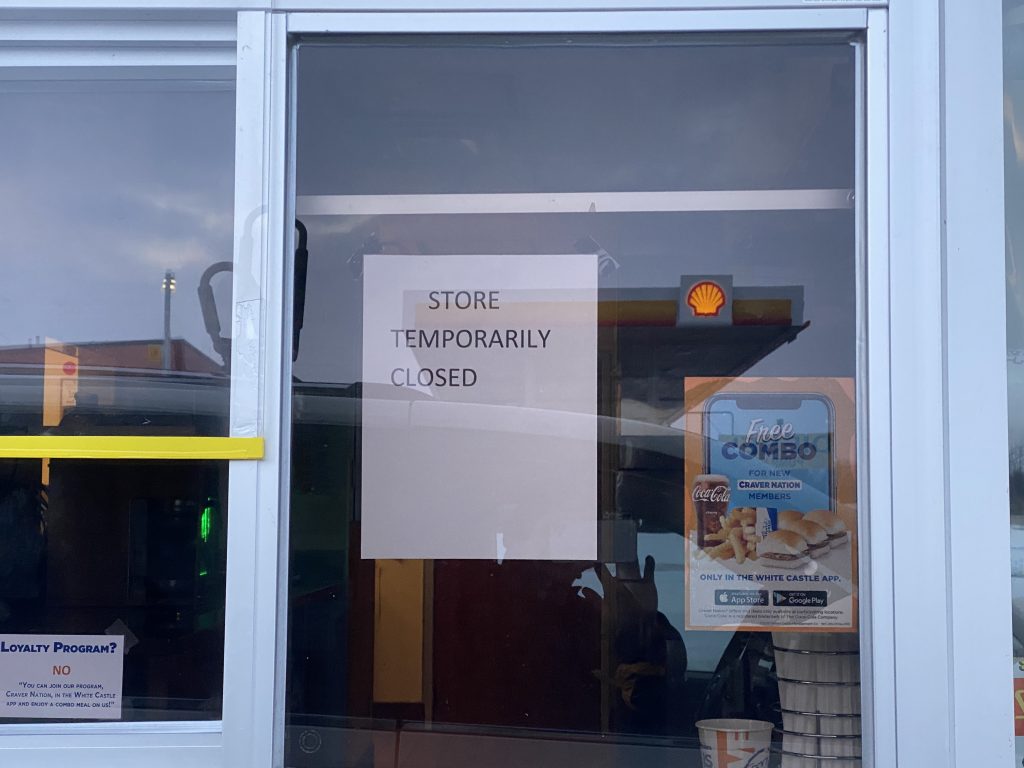 STORE
TEMPORARILY
CLOSED
Free
COMBO
FOR NEW
CRAVER NATION
MEMBERS
Coca-Cola
ONLY IN THE WHITE CASTLE APP.
App Store
Google Play
LOYALTY PROGRAM?
NO
"YOU CAN JOIN OUR PROGRAM,
CRAVER NATION, IN THE WHITE CASTLE
APP AND ENJOY A COMBO MEAL ON US!"